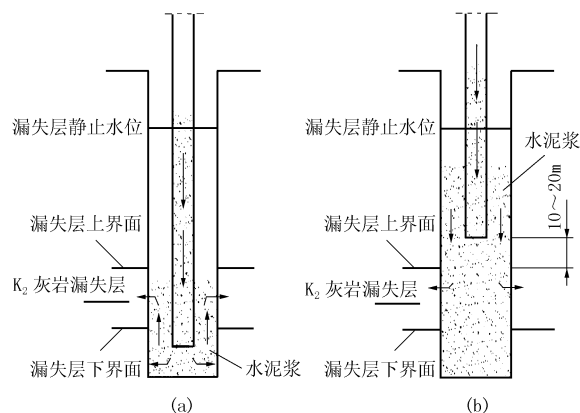 漏失层静止水位
漏失层上界面
K₂ 灰岩漏失层
漏失层下界面
水泥浆
(a)
漏失层静止水位
水泥浆
10～20m
漏失层上界面
K₂ 灰岩漏失层
漏失层下界面
(b)